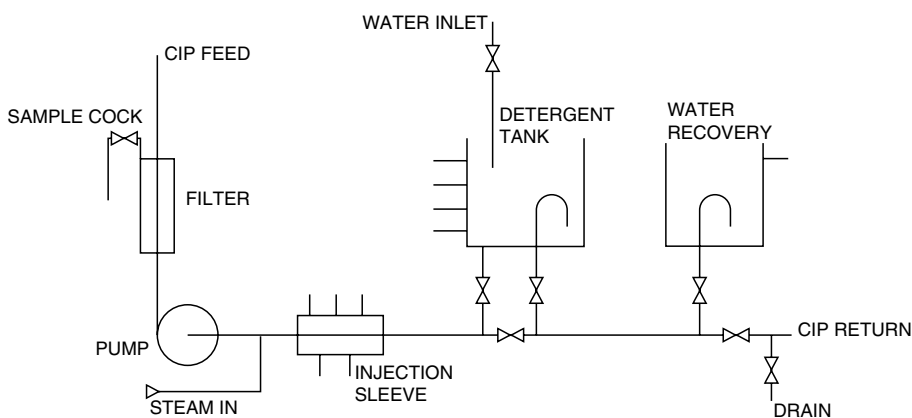 WATER INLET
CIP FEED
SAMPLE COCK
DETERGENT
TANK
WATER
RECOVERY
FILTER
PUMP
INJECTION
SLEEVE
CIP RETURN
STEAM IN
DRAIN